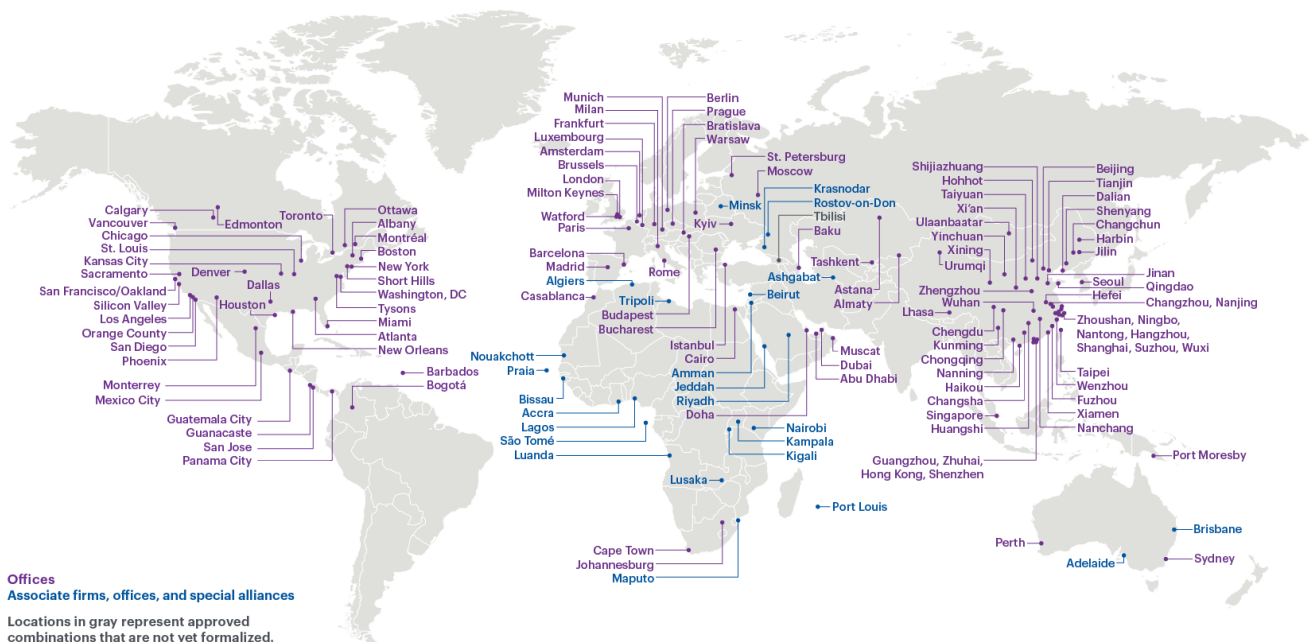 Calgary
Vancouver
Chicago
St. Louis
Kansas City
Sacramento
San Francisco/Oakland
Silicon Valley
Los Angeles
Orange County
San Diego
Phoenix
Monterrey
Mexico City
Guatemala City
Guanacaste
San Jose
Panama City
Edmonton
Denver
Dallas
Houston
Toronto
Ottawa
Albany
Montréal
Boston
New York
Short Hills
Washington, DC
Tysons
Miami
Atlanta
New Orleans
Barbados
Bogotá
Munich
Milan
Frankfurt
Luxembourg
Amsterdam
Brussels
London
Milton Keynes
Watford
Paris
Barcelona
Madrid
Algiers
Casablanca
Berlin
Prague
Bratislava
Warsaw
St. Petersburg
Moscow
Krasnodar
Rostov-on-Don
Tbilisi
Baku
Minsk
Kyiv
Rome
Tripoli
Budapest
Bucharest
Tashkent
Ashgabat
Astana
Almaty
Beirut
Istanbul
Cairo
Amman
Jeddah
Riyadh
Doha
Muscat
Dubai
Abu Dhabi
Nouakchott
Praia
Bissau
Accra
Lagos
São Tomé
Luanda
Nairobi
Kampala
Kigali
Lusaka
Port Louis
Cape Town
Johannesburg
Maputo
Shijiazhuang
Hohhot
Taiyuan
Xi'an
Ulaanbaatar
Yinchuan
Xining
Urumqi
Zhengzhou
Wuhan
Lhasa
Chengdu
Kunming
Chongqing
Nanning
Haikou
Changsha
Singapore
Huangshi
Guangzhou, Zhuhai,
Hong Kong, Shenzhen
Beijing
Tianjin
Dalian
Shenyang
Changchun
Harbin
Jilin
Jinan
Seoul
Qingdao
Hefei
Changzhou, Nanjing
Zhoushan, Ningbo,
Nantong, Hangzhou,
Shanghai, Suzhou, Wuxi
Taipei
Wenzhou
Fuzhou
Xiamen
Nanchang
Port Moresby
Brisbane
Perth
Adelaide
Sydney
Offices
Associate firms, offices, and special alliances
Locations in gray represent approved
combinations that are not yet formalized.